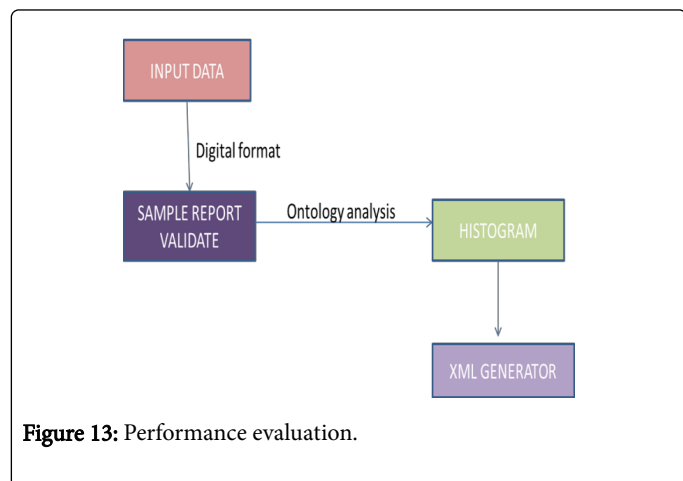 INPUT DATA
Digital format
SAMPLE REPORT
VALIDATE
Ontology analysis
HISTOGRAM
XML GENERATOR
Figure 13: Performance evaluation.